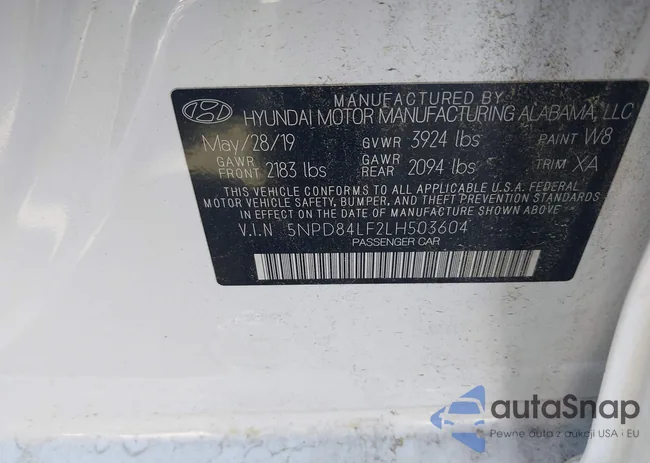 MANUFACTURED BY
HYUNDAI MOTOR MANUFACTURING ALABAMA, LLC
May/28/19 GVWR 3924 lbs PAINT W8
GAWR FRONT 2183 lbs GAWR REAR 2094 lbs TRIM XA
THIS VEHICLE CONFORMS TO ALL APPLICABLE U.S.A. FEDERAL
MOTOR VEHICLE SAFETY, BUMPER, AND THEFT PREVENTION STANDARDS
IN EFFECT ON THE DATE OF MANUFACTURE SHOWN ABOVE.
V.I.N 5NPD84LF2LH503604
PASSENGER CAR
autaSnap
Pewne auta z aukcji USA i EU